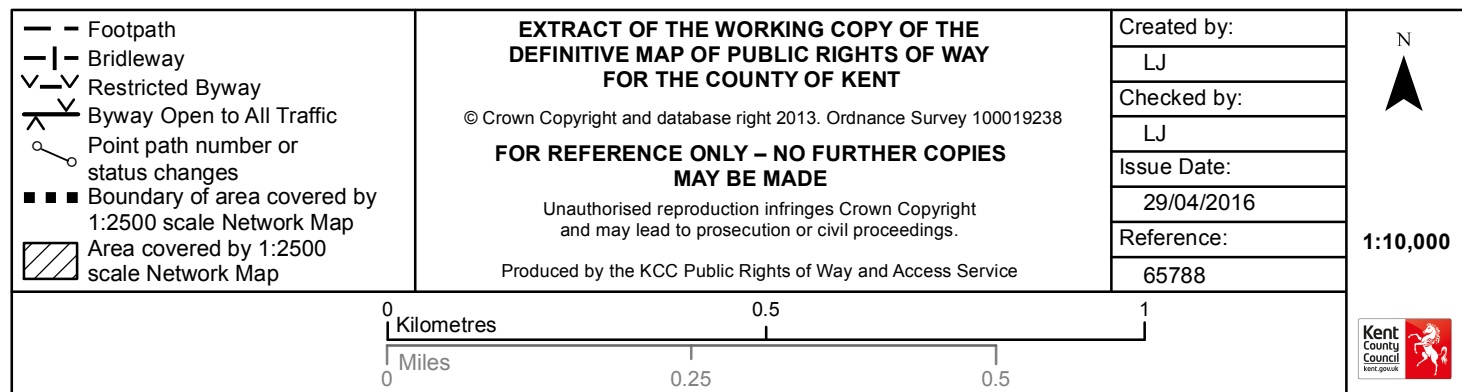 Footpath
Bridleway
Restricted Byway
Byway Open to All Traffic
Point path number or
status changes
Boundary of area covered by
1:2500 scale Network Map
Area covered by 1:2500
scale Network Map
EXTRACT OF THE WORKING COPY OF THE
DEFINITIVE MAP OF PUBLIC RIGHTS OF WAY
FOR THE COUNTY OF KENT
© Crown Copyright and database right 2013. Ordnance Survey 100019238
FOR REFERENCE ONLY – NO FURTHER COPIES
MAY BE MADE
Unauthorised reproduction infringes Crown Copyright
and may lead to prosecution or civil proceedings.
Produced by the KCC Public Rights of Way and Access Service
Created by:
LJ
Checked by:
LJ
Issue Date:
29/04/2016
Reference:
65788
N
1:10,000
0 0.5 1
Kilometres
Miles
0 0.25 0.5
Kent
County
Council
kent.gov.uk